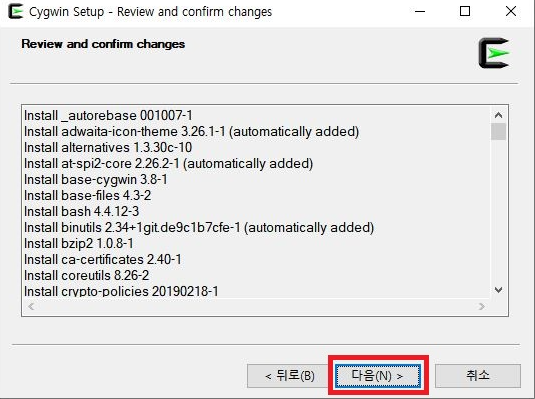 Cygwin Setup - Review and confirm changes
Review and confirm changes
Install _autorebase 001007-1
Install adwaita-icon-theme 3.26.1-1 (automatically added)
Install alternatives 1.3.30c-10
Install at-spi2-core 2.26.2-1 (automatically added)
Install base-cygwin 3.8-1
Install base-files 4.3-2
Install bash 4.4.12-3
Install binutils 2.34+1git.de9c1b7cfe-1 (automatically added)
Install bzip2 1.0.8-1
Install ca-certificates 2.40-1
Install coreutils 8.26-2
Install crypto-policies 20190218-1
< 뒤로(B) 다음(N) > 취소